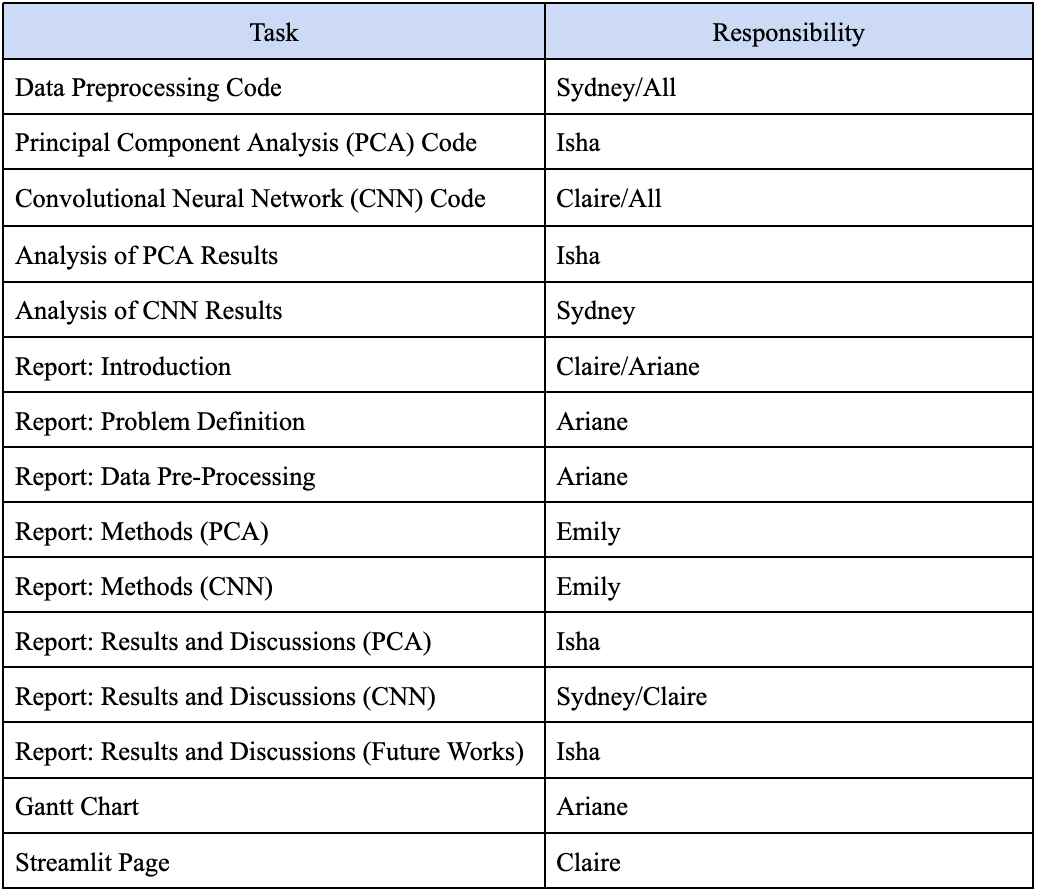 Task Responsibility
Data Preprocessing Code Sydney/All
Principal Component Analysis (PCA) Code Isha
Convolutional Neural Network (CNN) Code Claire/All
Analysis of PCA Results Isha
Analysis of CNN Results Sydney
Report: Introduction Claire/Ariane
Report: Problem Definition Ariane
Report: Data Pre-Processing Ariane
Report: Methods (PCA) Emily
Report: Methods (CNN) Emily
Report: Results and Discussions (PCA) Isha
Report: Results and Discussions (CNN) Sydney/Claire
Report: Results and Discussions (Future Works) Isha
Gantt Chart Ariane
Streamlit Page Claire